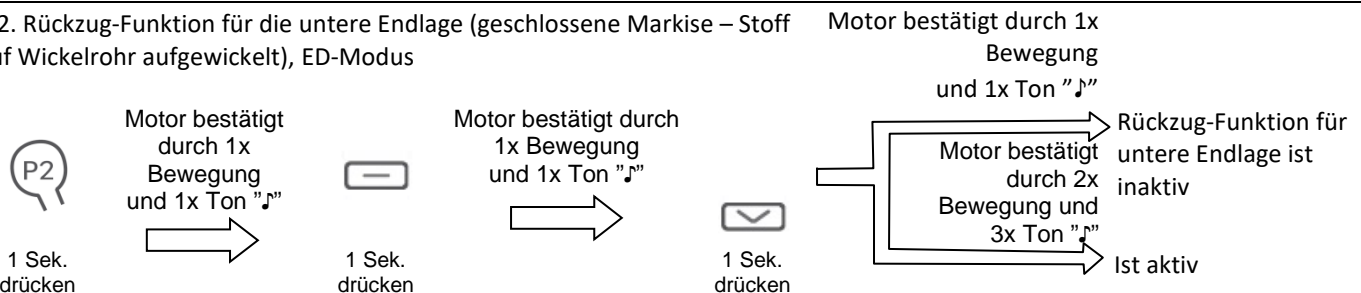 2. Rückzug-Funktion für die untere Endlage (geschlossene Markise – Stoff
uf Wickelrohr aufgewickelt), ED-Modus
P2
1 Sek.
drücken
Motor bestätigt
durch 1x
Bewegung
und 1x Ton "♪"
1 Sek.
drücken
Motor bestätigt durch
1x Bewegung
und 1x Ton "♪"
1 Sek.
drücken
Motor bestätigt durch 1x
Bewegung
und 1x Ton "♪"
Rückzug-Funktion für
untere Endlage ist
inaktiv
Motor bestätigt
durch 2x
Bewegung und
3x Ton "♪"
Ist aktiv